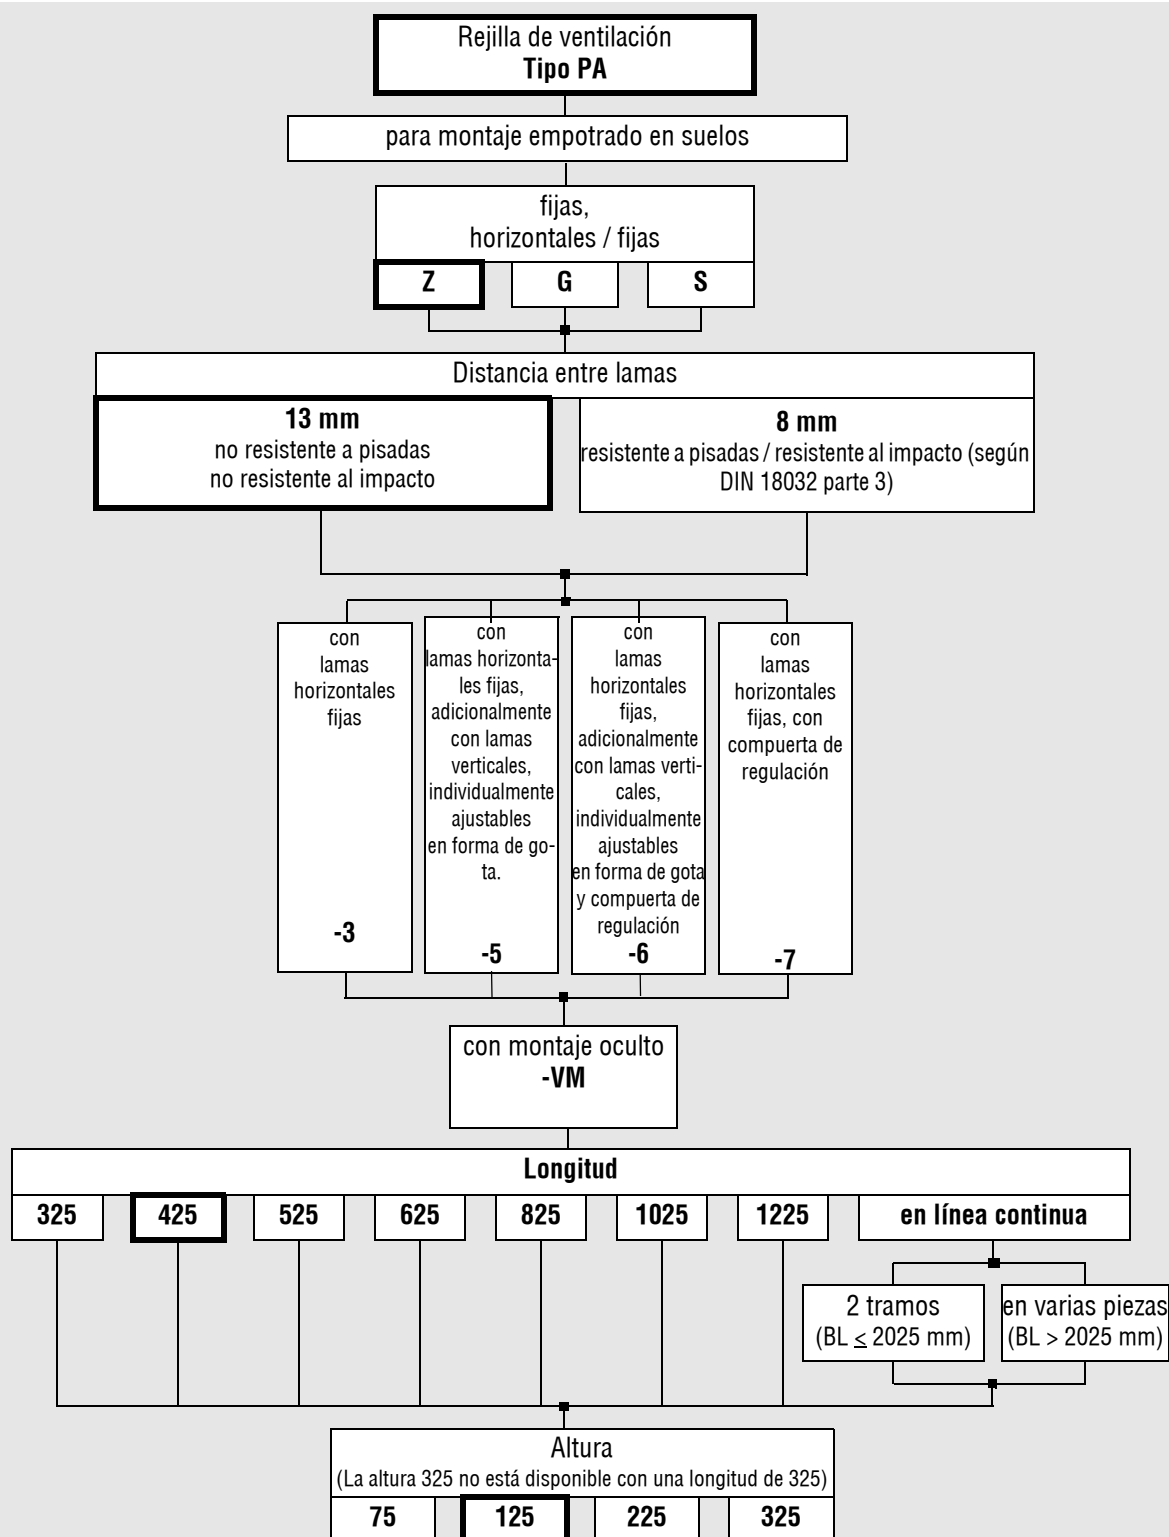 Rejilla de ventilación
Tipo PA
para montaje empotrado en suelos
fijas,
horizontales / fijas
Z G S
Distancia entre lamas
13 mm
no resistente a pisadas
no resistente al impacto
8 mm
resistente a pisadas / resistente al impacto (según
DIN 18032 parte 3)
con
lamas
horizontales
fijas
-3
con
lamas horizonta-
les fijas,
adicionalmente
con lamas
verticales,
individualmente
ajustables
en forma de go-
ta.
-5
con
lamas
horizontales
fijas,
adicionalmente
con lamas verti-
cales,
individualmente
ajustables
en forma de gota
y compuerta de
regulación
-6
con
lamas
horizontales
fijas, con
compuerta de
regulación
-7
con montaje oculto
-VM
Longitud
325 425 525 625 825 1025 1225 en línea continua
2 tramos
(BL ≤ 2025 mm)
en varias piezas
(BL > 2025 mm)
Altura
(La altura 325 no está disponible con una longitud de 325)
75 125 225 325